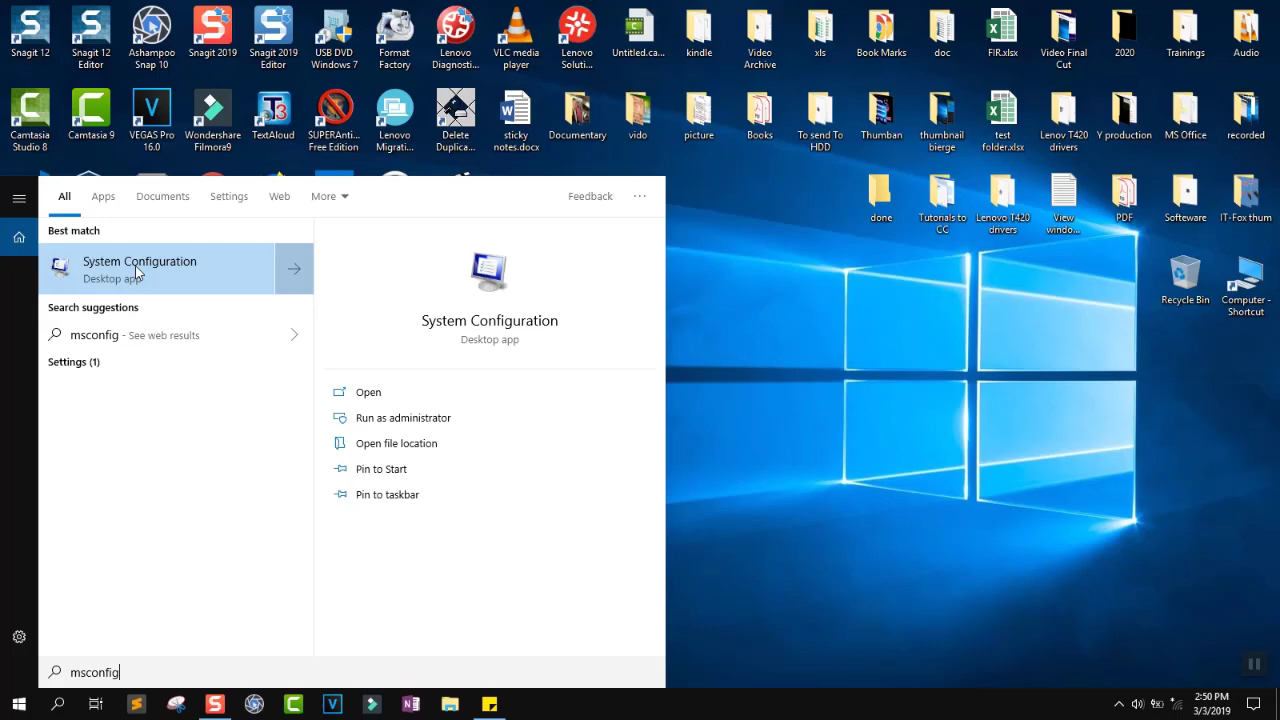 Snagit 12
Snagit 12
Editor
Ashampoo
Snap 10
Snagit 2019
Snagit 2019
Editor
USB DVD
Windows 7
Format
Factory
Lenovo
Diagnosti...
VLC media
player
Lenovo
Soluti...
Untitled.ca...
kindle
Video
Archive
xls
Book Marks
doc
FIR.xlsx
Video Final
Cut
2020
Trainings
Audio
Camtasia
Studio 8
Camtasia 9
VEGAS Pro
16.0
Wondershare
Filmora9
TextAloud
SUPERAnti...
Free Edition
Lenovo
Migrati...
Delete
Duplica...
sticky
notes.docx
Documentary
vido
picture
Books
To send To
HDD
Thumban
thumbnail
bierge
test
folder.xlsx
Lenov T420
drivers
Y production
MS Office
recorded
done
Tutorials to
CC
Lenovo T420
drivers
View
windo...
PDF
Softeware
IT-Fox thum
Recycle Bin
Computer -
Shortcut
All Apps Documents Settings Web More Feedback ...
Best match
System Configuration
Desktop app
Search suggestions
msconfig - See web results
Settings (1)
System Configuration
Desktop app
Open
Run as administrator
Open file location
Pin to Start
Pin to taskbar
msconfig
2:50 PM
3/3/2019